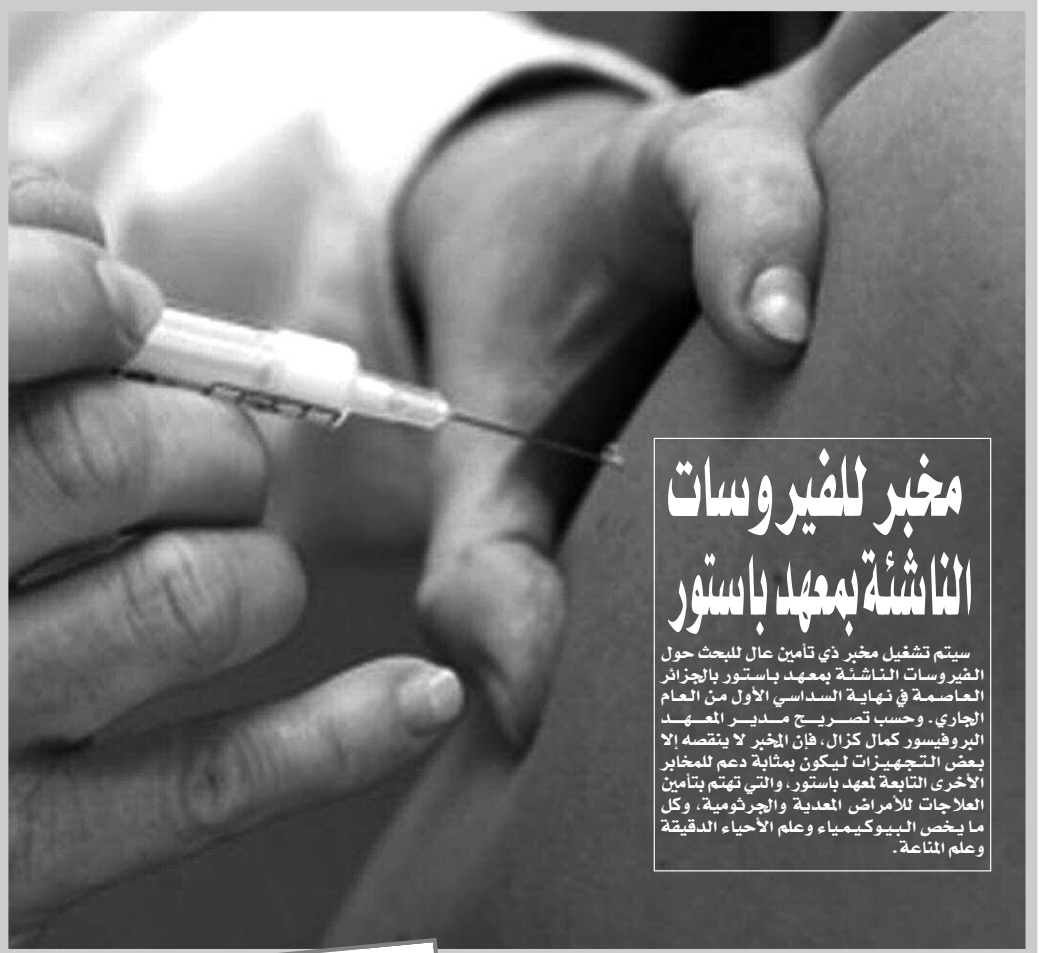 مخبر للفيروسات
الناشئة بمعهد باستور
سيتم تشغيل مخبر ذي تأمين عال للبحث حول
الفيروسات الناشئة بمعهد باستور بالجزائر
العاصمة في نهاية السداسي الأول من العام
الجاري. وحسب تصريح مدير المعهد
البروفيسور كمال كزال، فإن المخبر لا ينقصه إلا
بعض التجهيزات ليكون بمثابة دعم للمخابر
الأخرى التابعة لمعهد باستور، والتي تهتم بتأمين
العلاجات للأمراض المعدية والجرثومية، وكل
ما يخص البيوكيمياء وعلم الأحياء الدقيقة
وعلم المناعة.